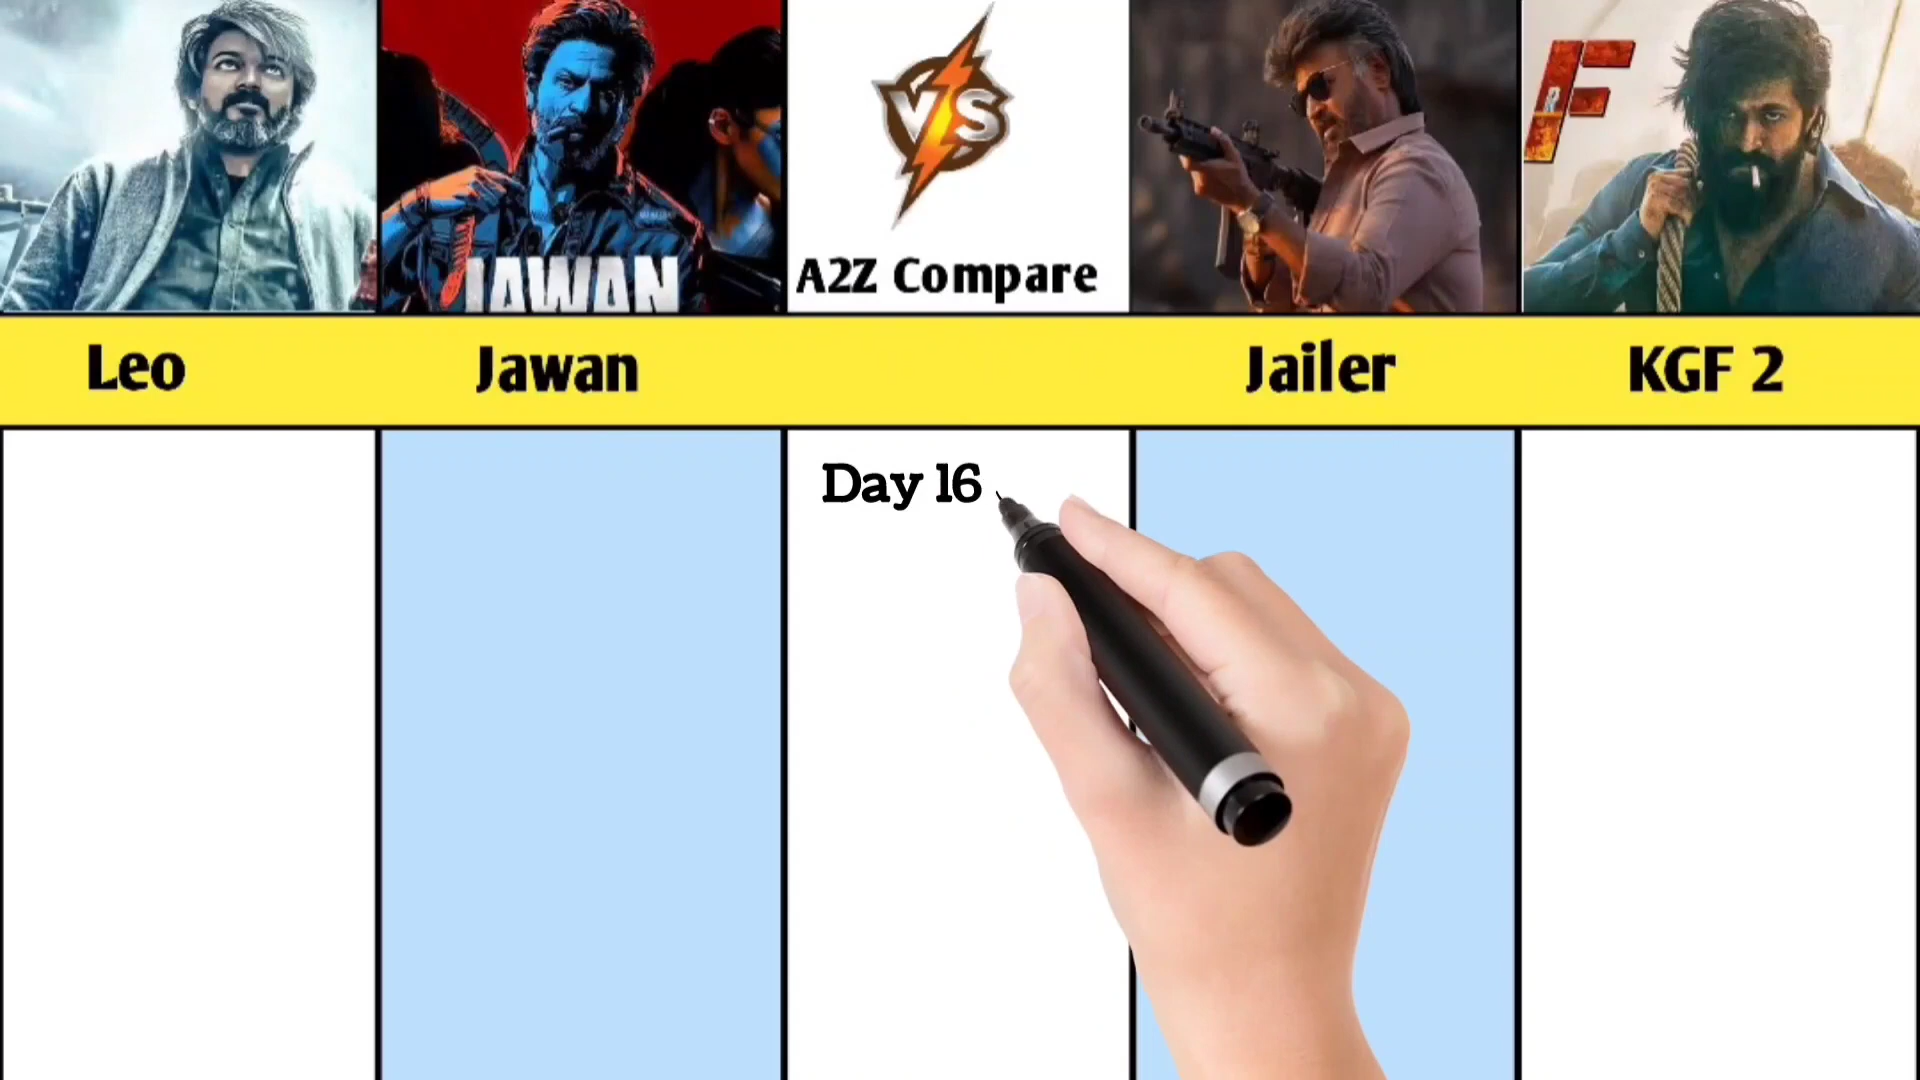 VS
JAWAN
F
A2Z Compare
Leo
Jawan
Jailer
KGF 2
Day 16